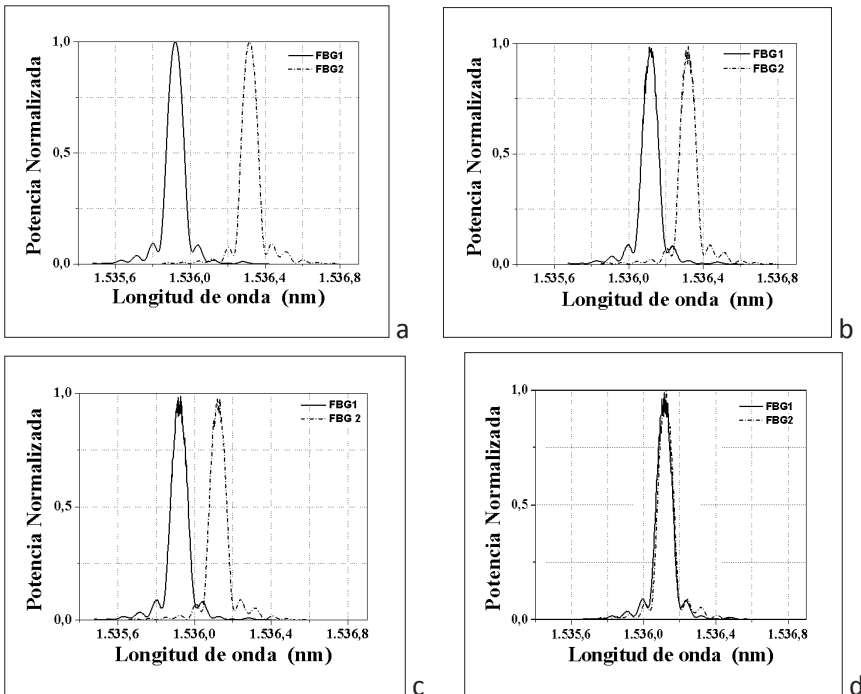 1,0
FBG1
FBG2
Potencia Normalizada
0,5
0,0
1.535,6 1.536,0 1.536,4 1.536,8
Longitud de onda (nm)
a
1,0
FBG1
FBG2
Potencia Normalizada
0,5
0,0
1.535,6 1.536,0 1.536,4 1.536,8
Longitud de onda (nm)
b
1,0
FBG1
FBG 2
Potencia Normalizada
0,5
0,0
1.535,6 1.536,0 1.536,4 1.536,8
Longitud de onda (nm)
c
1,0
FBG1
FBG2
Potencia Normalizada
0,5
0,0
1.535,6 1.536,0 1.536,4 1.536,8
Longitud de onda (nm)
d